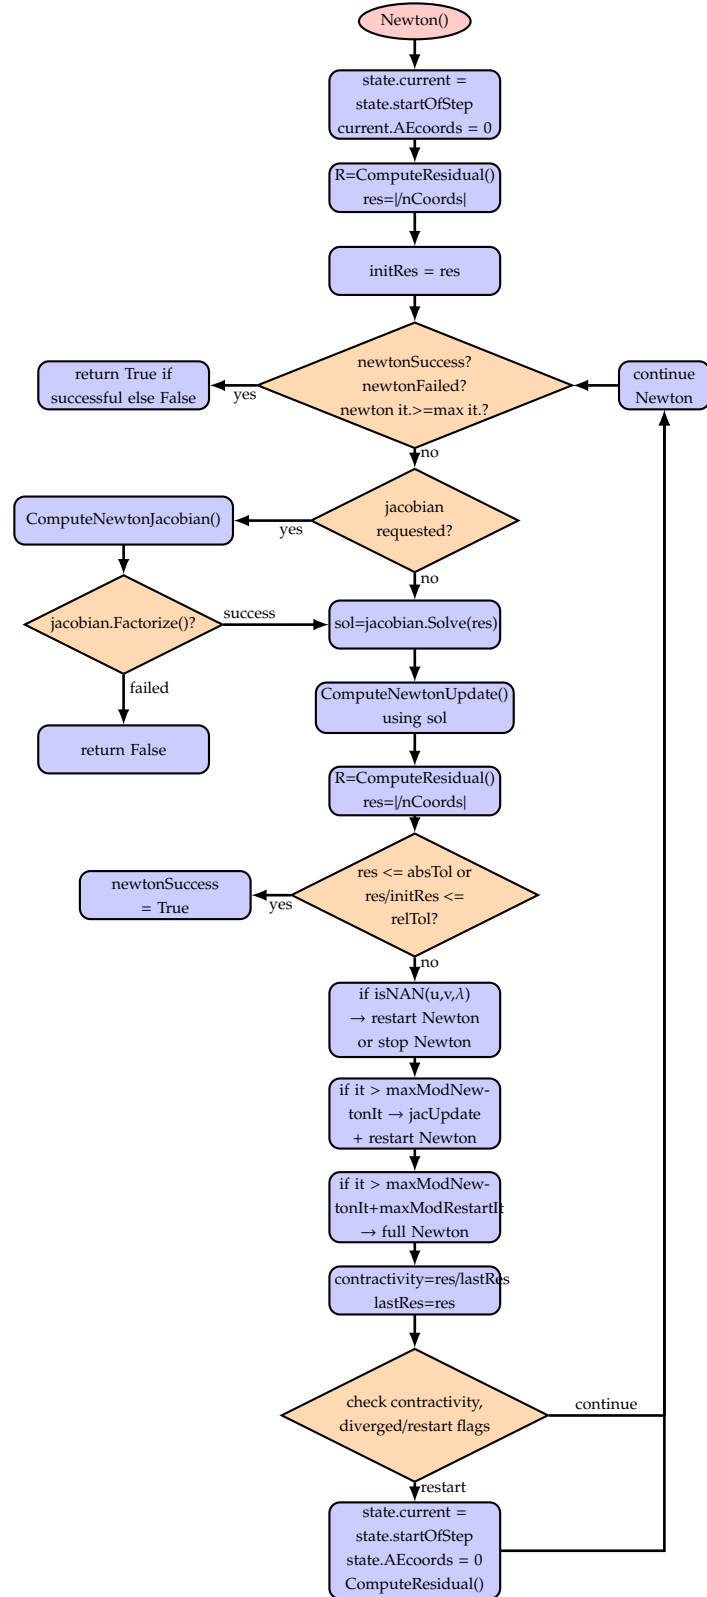 Newton()
state.current =
state.startOfStep
current.AEcoords = 0
R=ComputeResidual()
res=|/nCoords|
initRes = res
newtonSuccess?
newtonFailed?
newton it.>=max it.?
yes
return True if
successful else False
continue
Newton
no
jacobian
requested?
yes
ComputeNewtonJacobian()
no
jacobian.Factorize()?
success
sol=jacobian.Solve(res)
failed
return False
ComputeNewtonUpdate()
using sol
R=ComputeResidual()
res=|/nCoords|
res <= absTol or
res/initRes <=
relTol?
yes
newtonSuccess
= True
no
if isNAN(u,v,λ)
→ restart Newton
or stop Newton
if it > maxModNew-
tonIt → jacUpdate
+ restart Newton
if it > maxModNew-
tonIt+maxModRestartIt
→ full Newton
contractivity=res/lastRes
lastRes=res
check contractivity,
diverged/restart flags
continue
restart
state.current =
state.startOfStep
state.AEcoords = 0
ComputeResidual()